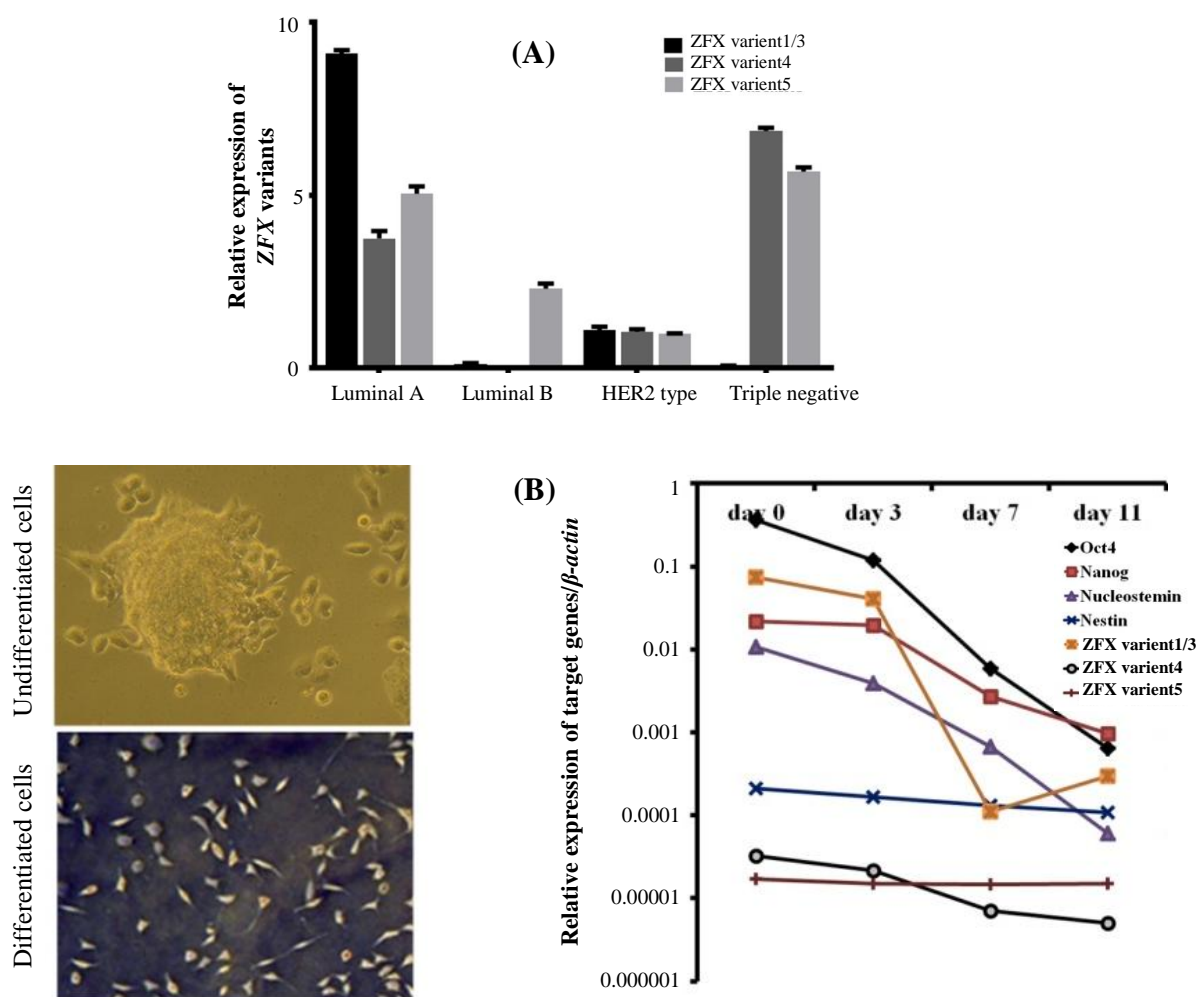 10
(A)
ZFX varient1/3
ZFX varient4
ZFX varient5
Relative expression of
ZFX variants
5
0
Luminal A
Luminal B
HER2 type
Triple negative
Undifferentiated cells
Differentiated cells
(B)
Relative expression of target genes/β-actin
1
0.1
0.01
0.001
0.0001
0.00001
0.000001
day 0
day 3
day 7
day 11
Oct4
Nanog
Nucleostemin
Nestin
ZFX varient1/3
ZFX varient4
ZFX varient5